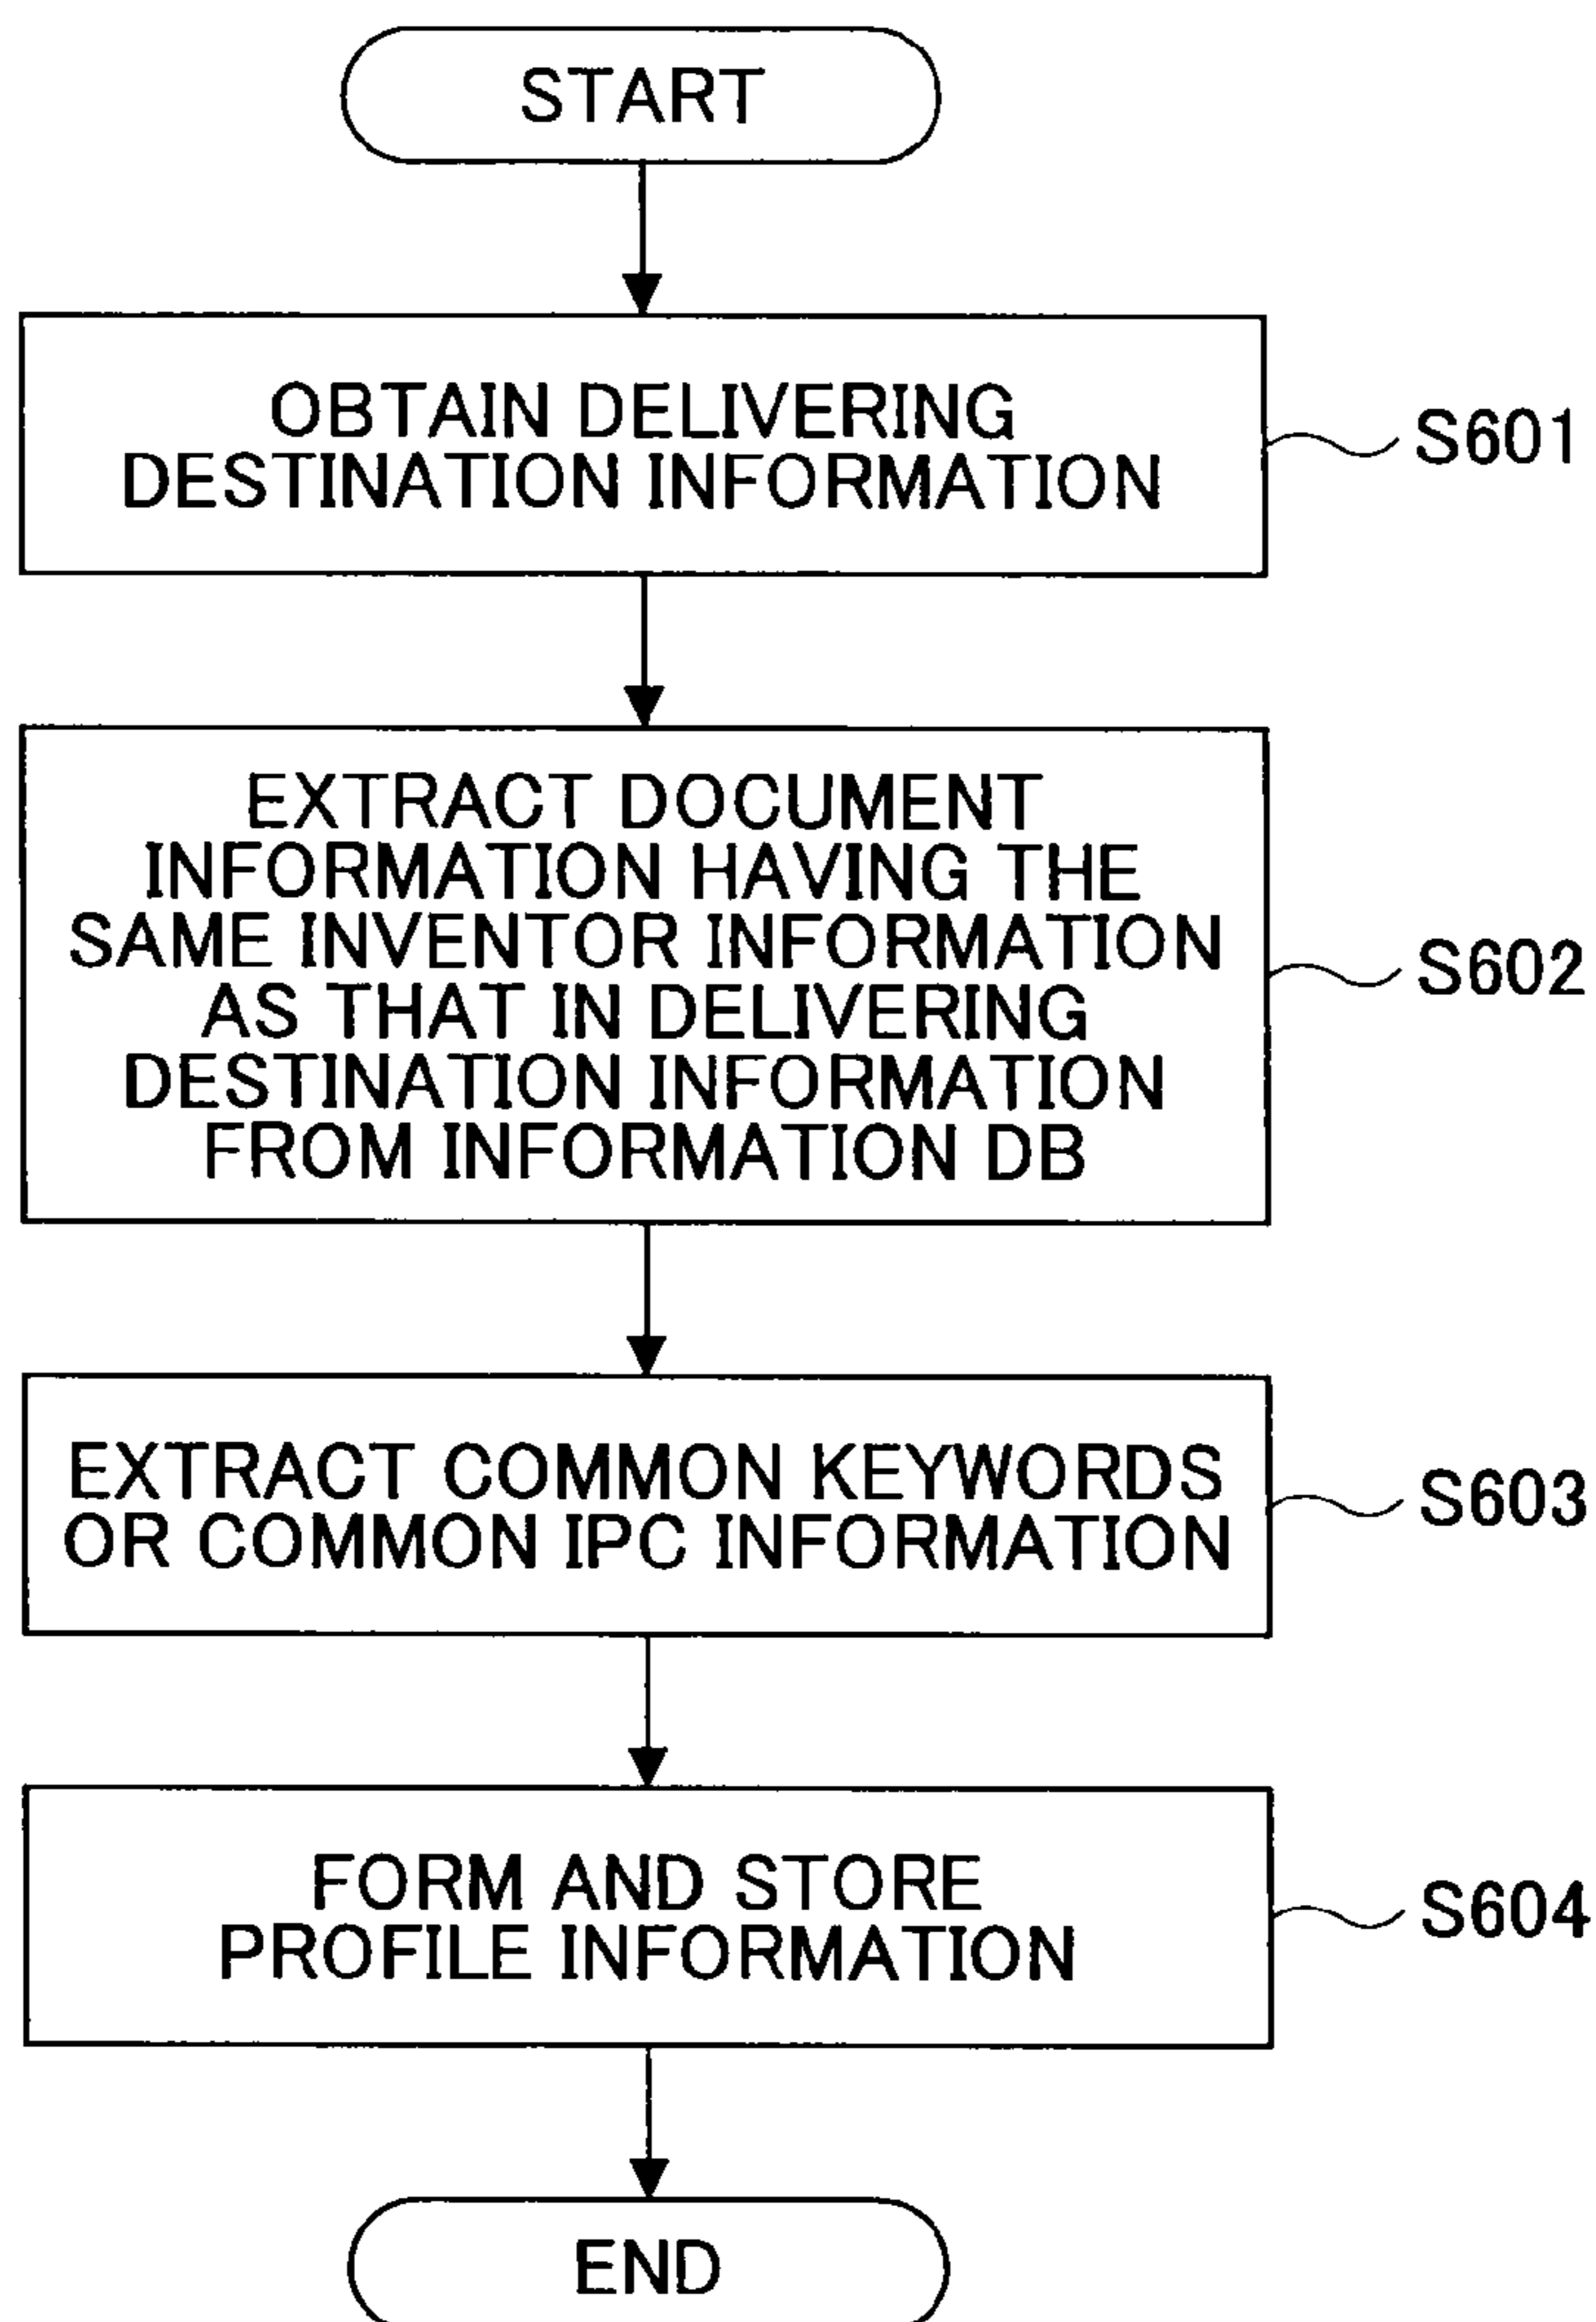 START
OBTAIN DELIVERING
DESTINATION INFORMATION
S601
EXTRACT DOCUMENT
INFORMATION HAVING THE
SAME INVENTOR INFORMATION
AS THAT IN DELIVERING
DESTINATION INFORMATION
FROM INFORMATION DB
S602
EXTRACT COMMON KEYWORDS
OR COMMON IPC INFORMATION
S603
FORM AND STORE
PROFILE INFORMATION
S604
END